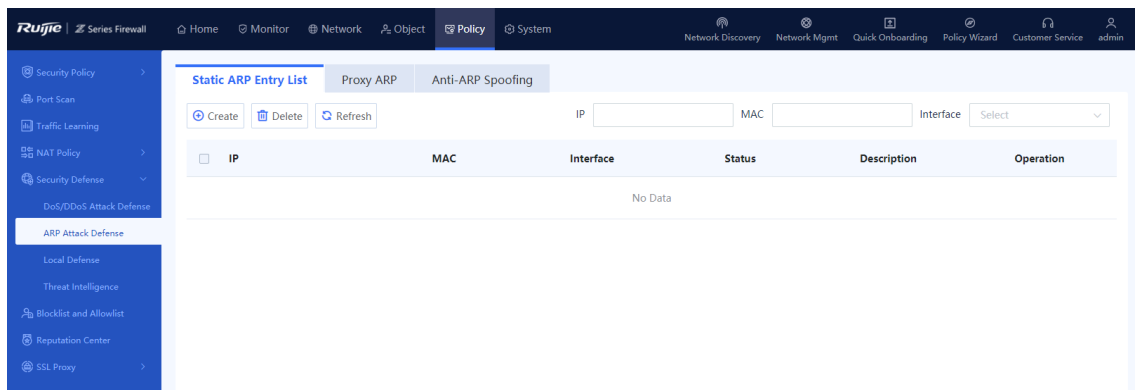 Ruijie | Z Series Firewall Home Monitor Network Object Policy System Network Discovery Network Mgmt Quick Onboarding Policy Wizard Customer Service admin
Security Policy
Port Scan
Traffic Learning
NAT Policy
Security Defense
DoS/DDoS Attack Defense
ARP Attack Defense
Local Defense
Threat Intelligence
Blocklist and Allowlist
Reputation Center
SSL Proxy
Static ARP Entry List Proxy ARP Anti-ARP Spoofing
Create Delete Refresh IP MAC Interface Select
IP MAC Interface Status Description Operation
No Data